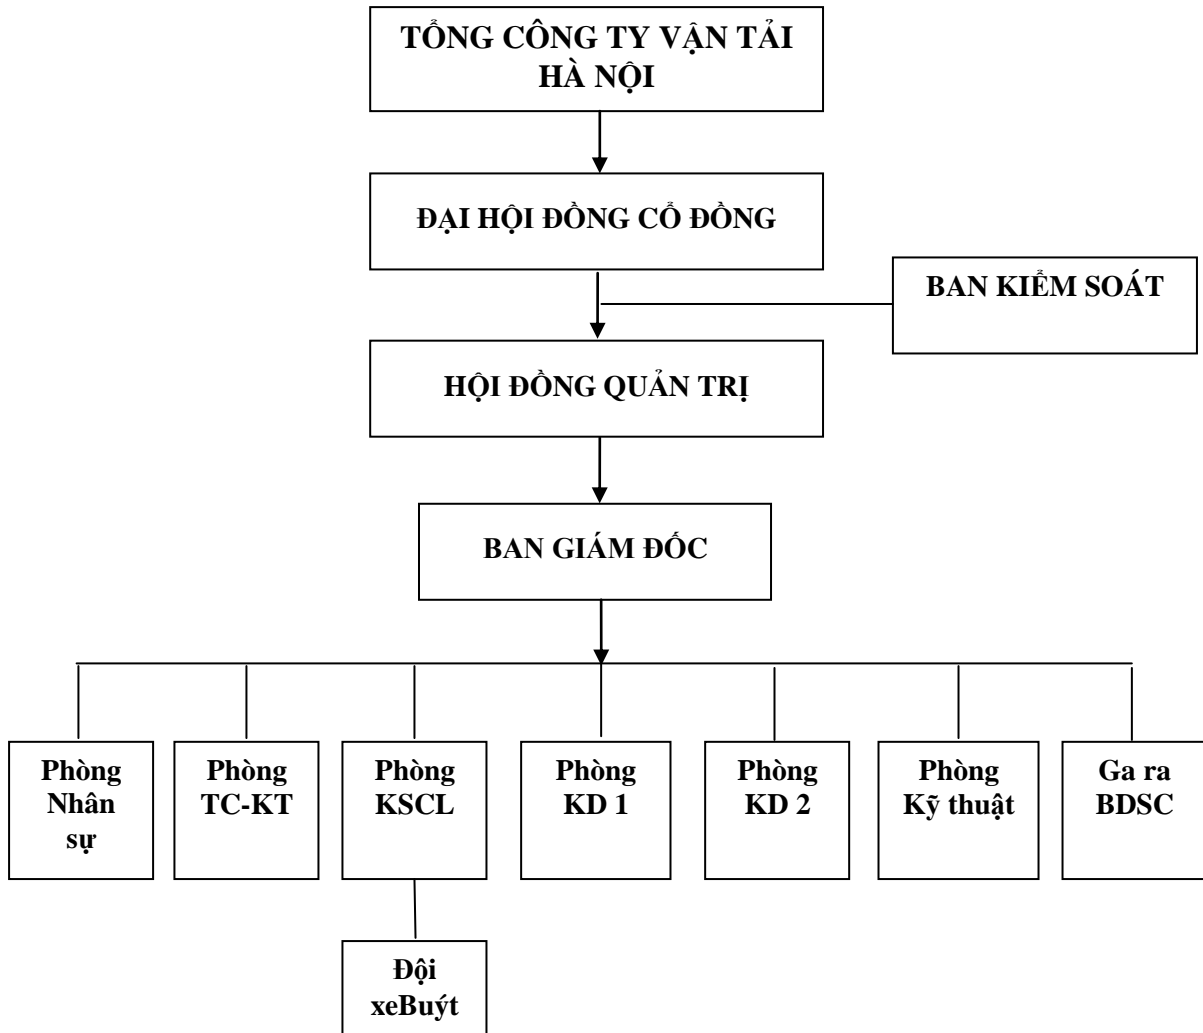 TỔNG CÔNG TY VẬN TẢI
HÀ NỘI
ĐẠI HỘI ĐỒNG CỔ ĐỒNG
BAN KIỂM SOÁT
HỘI ĐỒNG QUẢN TRỊ
BAN GIÁM ĐỐC
Phòng
Nhân
sự
Phòng
TC-KT
Phòng
KSCL
Phòng
KD 1
Phòng
KD 2
Phòng
Kỹ thuật
Ga ra
BDSC
Đội
xeBuýt